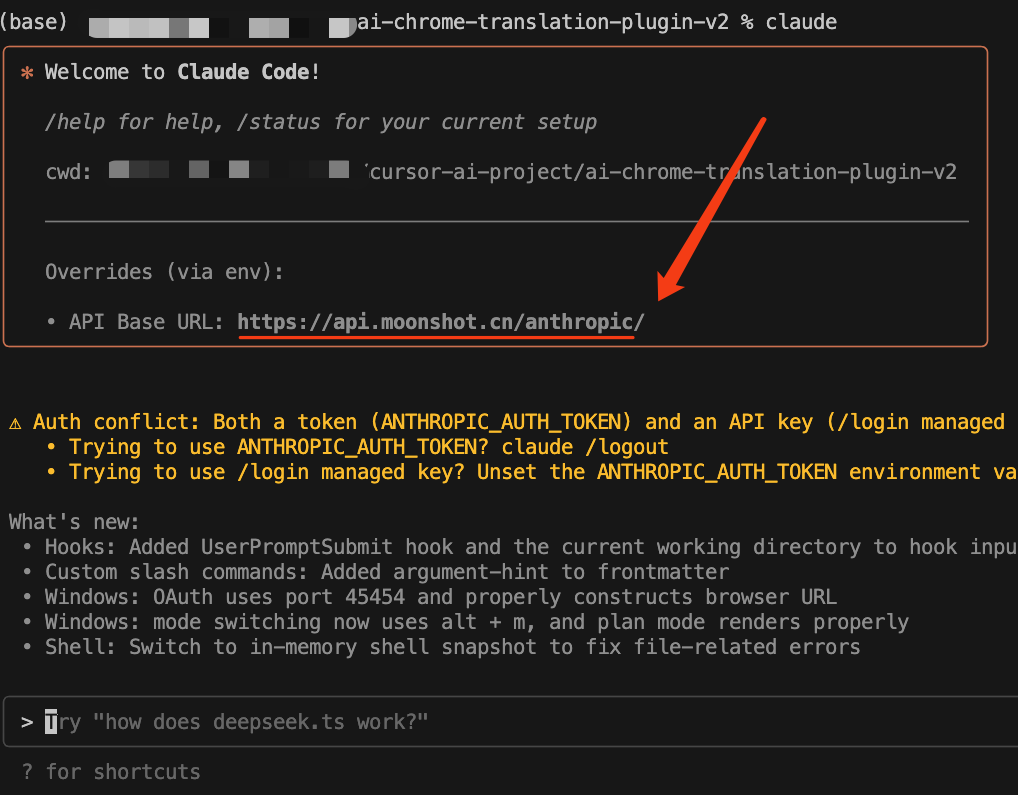 (base) ai-chrome-translation-plugin-v2 % claude
✻ Welcome to Claude Code!
/help for help, /status for your current setup
cwd: /cursor-ai-project/ai-chrome-translation-plugin-v2
Overrides (via env):
• API Base URL: https://api.moonshot.cn/anthropic/
⚠ Auth conflict: Both a token (ANTHROPIC_AUTH_TOKEN) and an API key (/login managed
• Trying to use ANTHROPIC_AUTH_TOKEN? claude /logout
• Trying to use /login managed key? Unset the ANTHROPIC_AUTH_TOKEN environment va
What's new:
• Hooks: Added UserPromptSubmit hook and the current working directory to hook inpu
• Custom slash commands: Added argument-hint to frontmatter
• Windows: OAuth uses port 45454 and properly constructs browser URL
• Windows: mode switching now uses alt + m, and plan mode renders properly
• Shell: Switch to in-memory shell snapshot to fix file-related errors
> Try "how does deepseek.ts work?"
? for shortcuts